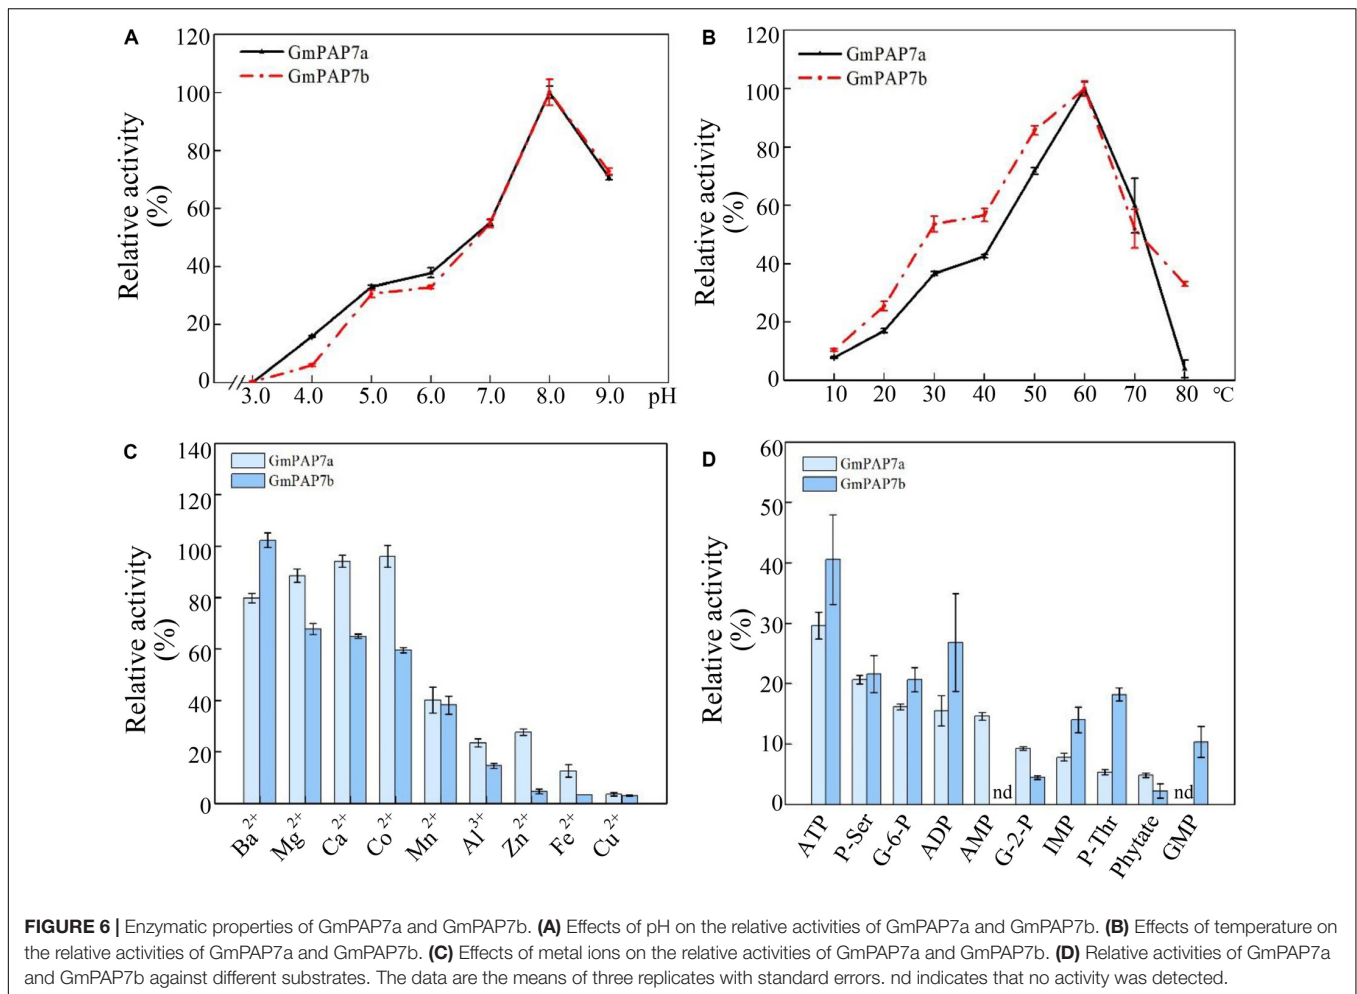 A
120
100
80
60
40
20
0
Relative activity
(%)
GmPAP7a
GmPAP7b
3.0 4.0 5.0 6.0 7.0 8.0 9.0 pH
B
120
100
80
60
40
20
0
Relative activity
(%)
GmPAP7a
GmPAP7b
10 20 30 40 50 60 70 80 °C
C
140
120
100
80
60
40
20
0
Relative activity
(%)
GmPAP7a
GmPAP7b
Ba²⁺ Mg²⁺ Ca²⁺ Co²⁺ Mn²⁺ Al³⁺ Zn²⁺ Fe²⁺ Cu²⁺
D
60
50
40
30
20
10
0
Relative activity
(%)
GmPAP7a
GmPAP7b
nd
nd
ATP P-Ser G-6-P ADP AMP G-2-P IMP P-Thr Phytate GMP
FIGURE 6 | Enzymatic properties of GmPAP7a and GmPAP7b. (A) Effects of pH on the relative activities of GmPAP7a and GmPAP7b. (B) Effects of temperature on
the relative activities of GmPAP7a and GmPAP7b. (C) Effects of metal ions on the relative activities of GmPAP7a and GmPAP7b. (D) Relative activities of GmPAP7a
and GmPAP7b against different substrates. The data are the means of three replicates with standard errors. nd indicates that no activity was detected.